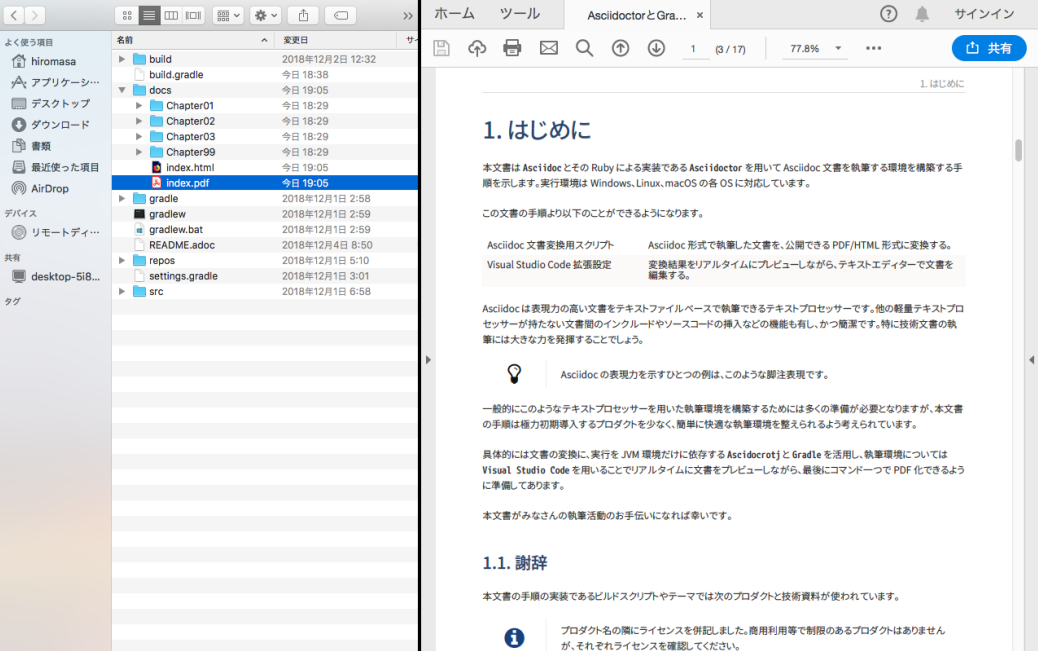 よく使う項目
hiromasa
アプリケーシ…
デスクトップ
ダウンロード
書類
最近使った項目
AirDrop
デバイス
リモートディ…
共有
desktop-5i8...
タグ
名前 変更日 サイ
build 2018年12月2日 12:32
build.gradle 今日 18:38
docs 今日 19:05
Chapter01 今日 18:29
Chapter02 今日 18:29
Chapter03 今日 18:29
Chapter99 今日 18:29
index.html 今日 19:05
index.pdf 今日 19:05
gradle 2018年12月1日 2:58
gradlew 2018年12月1日 2:59
gradlew.bat 2018年12月1日 2:59
README.adoc 2018年12月4日 8:50
repos 2018年12月1日 5:10
settings.gradle 2018年12月1日 3:01
src 2018年12月1日 6:58
ホーム ツール AsciidoctorとGra... × サインイン
1 (3 / 17) 77.8% 共有
1. はじめに
1. はじめに
本文書は Asciidoc とその Ruby による実装である Asciidoctor を用いて Asciidoc 文書を執筆する環境を構築する手
順を示します。実行環境は Windows、Linux、macOS の各 OS に対応しています。
この文書の手順より以下のことができるようになります。
Asciidoc 文書変換用スクリプト Asciidoc 形式で執筆した文書を、公開できる PDF/HTML 形式に変換する。
Visual Studio Code 拡張設定 変換結果をリアルタイムにプレビューしながら、テキストエディターで文書を
編集する。
Asciidoc は表現力の高い文書をテキストファイルベースで執筆できるテキストプロセッサーです。他の軽量テキストプロ
セッサーが持たない文書間のインクルードやソースコードの挿入などの機能も有し、かつ簡潔です。特に技術文書の執
筆には大きな力を発揮することでしょう。
Asciidoc の表現力を示すひとつの例は、このような脚注表現です。
一般的にこのようなテキストプロセッサーを用いた執筆環境を構築するためには多くの準備が必要となりますが、本文書
の手順は極力初期導入するプロダクトを少なく、簡単に快適な執筆環境を整えられるよう考えられています。
具体的には文書の変換に、実行を JVM 環境だけに依存する Ascidocrotj と Gradle を活用し、執筆環境については
Visual Studio Code を用いることでリアルタイムに文書をプレビューしながら、最後にコマンド一つで PDF 化できるよう
に準備してあります。
本文書がみなさんの執筆活動のお手伝いになれば幸いです。
1.1. 謝辞
本文書の手順の実装であるビルドスクリプトやテーマでは次のプロダクトと技術資料が使われています。
プロダクト名の隣にライセンスを併記しました。商用利用等で制限のあるプロダクトはありません
が、それぞれライセンスを確認してください。